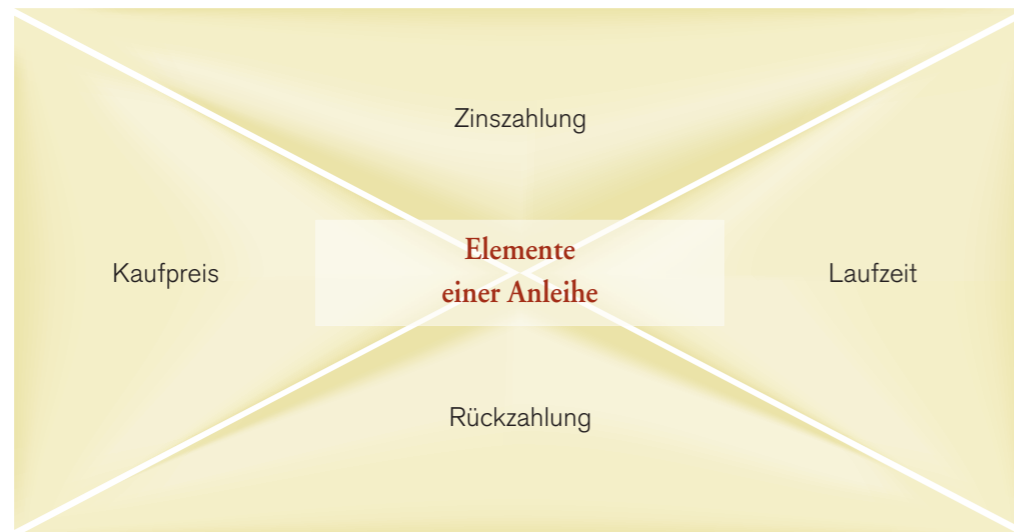 Zinszahlung
Kaufpreis
Elemente
einer Anleihe
Laufzeit
Rückzahlung